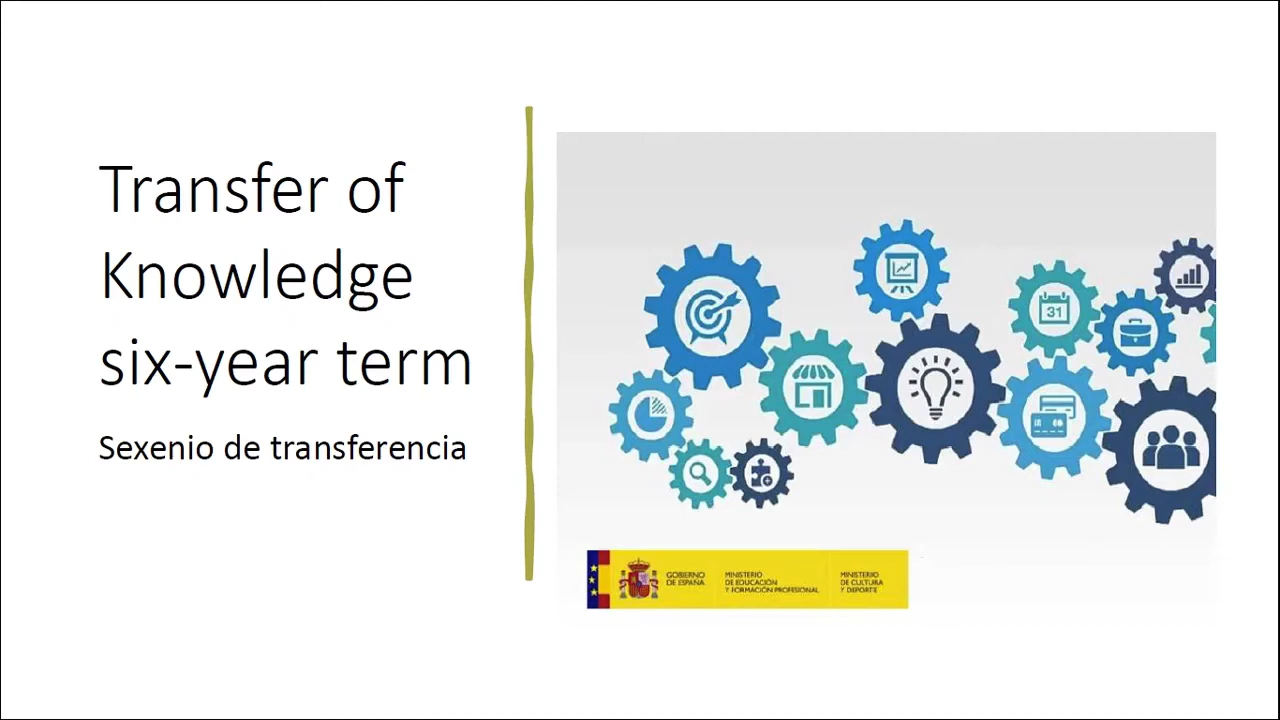 Transfer of
Knowledge
six-year term
Sexenio de transferencia
31
GOBIERNO
DE ESPAÑA
MINISTERIO
DE EDUCACIÓN
Y FORMACIÓN PROFESIONAL
MINISTERIO
DE CULTURA
Y DEPORTE